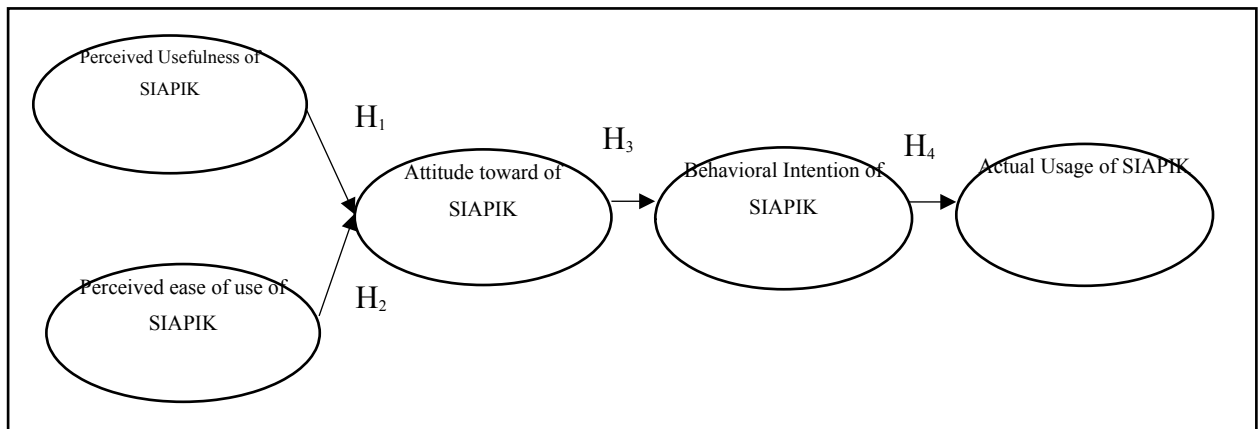 Perceived Usefulness of
SIAPIK
H₁
Perceived ease of use of
SIAPIK
H₂
Attitude toward of
SIAPIK
H₃
Behavioral Intention of
SIAPIK
H₄
Actual Usage of SIAPIK